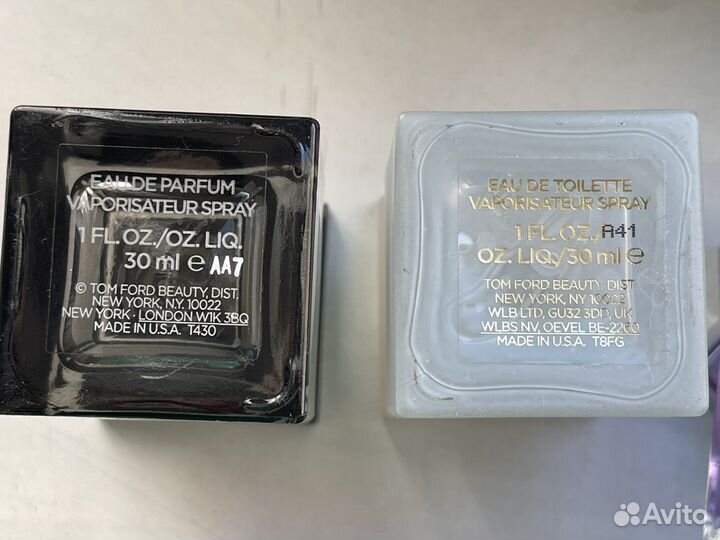 EAU DE PARFUM
VAPORISATEUR SPRAY
1 FL. OZ./OZ. LIQ.
30 ml e AA7
© TOM FORD BEAUTY, DIST.
NEW YORK, N.Y. 10022
NEW YORK · LONDON W1K 3BQ
MADE IN U.S.A. T430
EAU DE TOILETTE
VAPORISATEUR SPRAY
1 FL. OZ./ A41
OZ. LIQ./30 ml e
TOM FORD BEAUTY, DIST.
NEW YORK, NY 10022
WLB LTD, GU32 3DD, UK
WLBS NV, OEVEL BE-2260
MADE IN U.S.A. T8FG
Avito